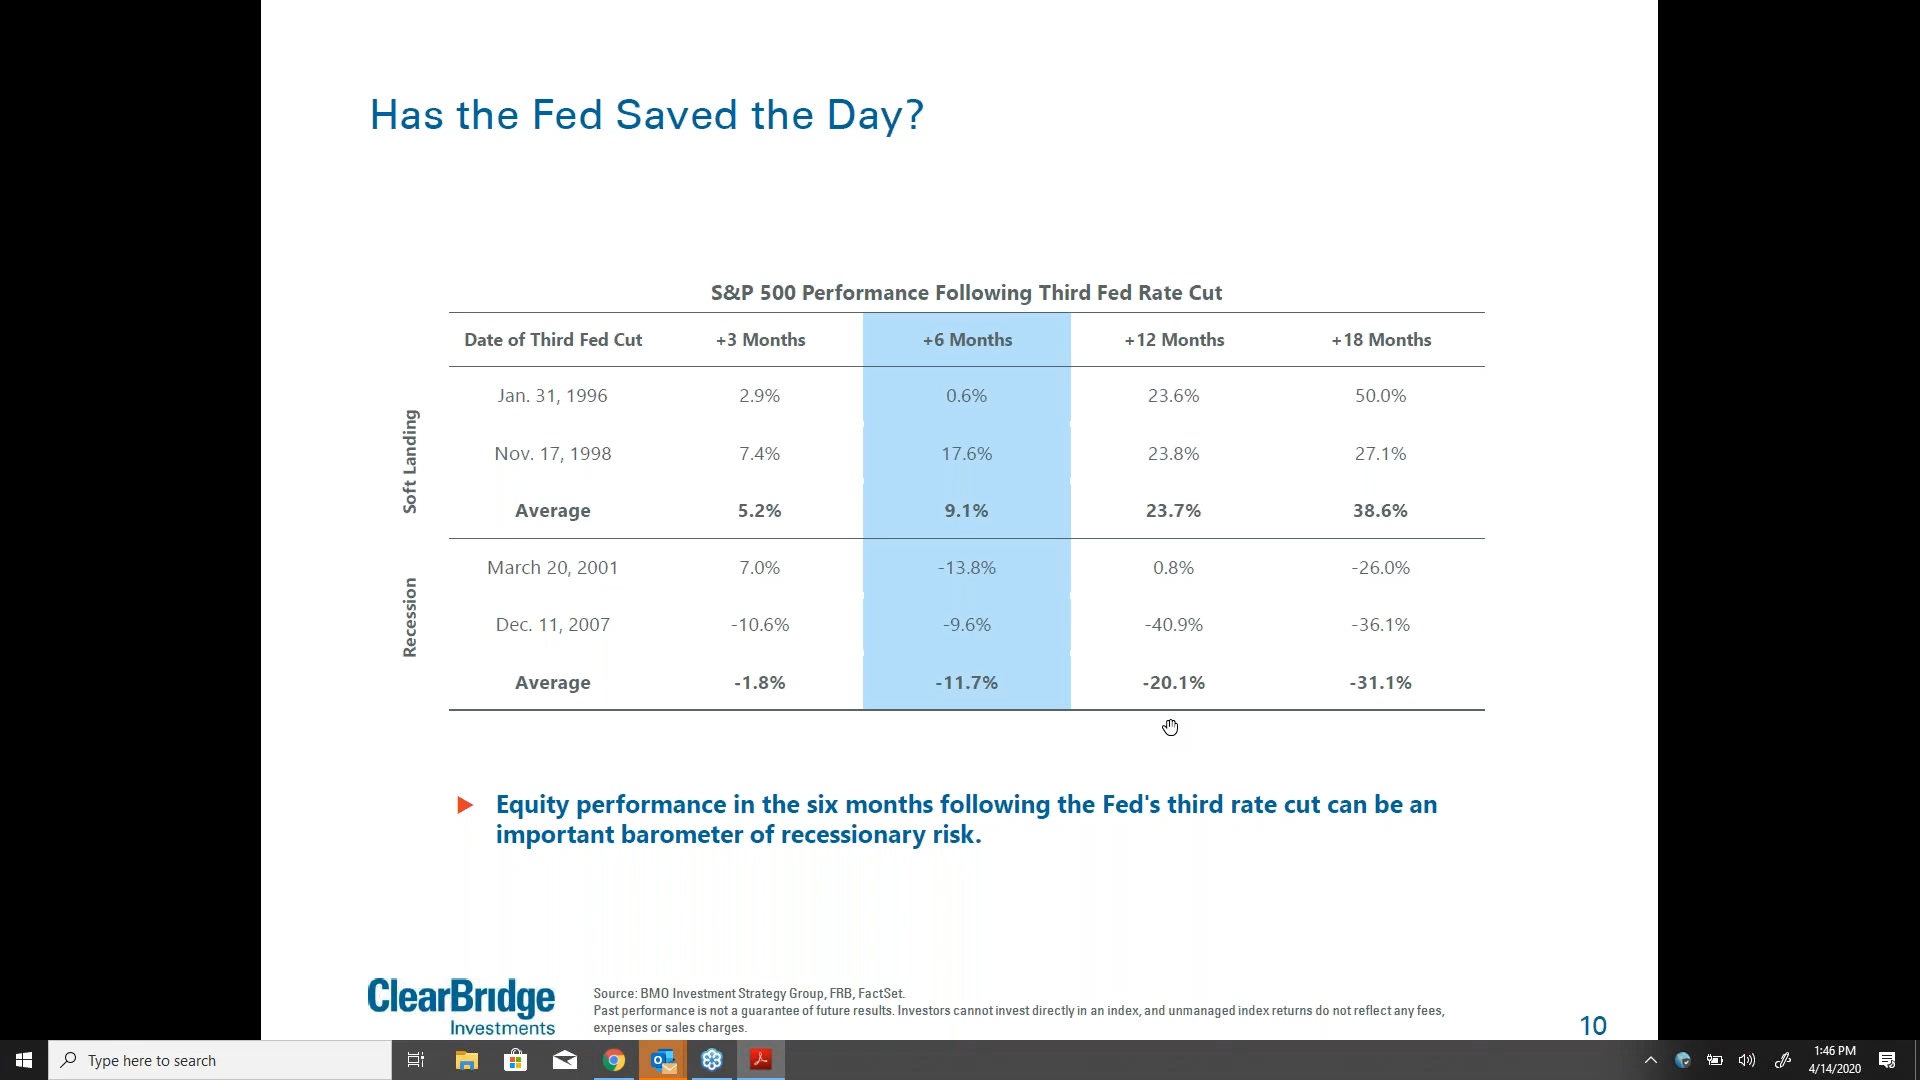 Has the Fed Saved the Day?
S&P 500 Performance Following Third Fed Rate Cut
Date of Third Fed Cut +3 Months +6 Months +12 Months +18 Months
Soft Landing
Jan. 31, 1996 2.9% 0.6% 23.6% 50.0%
Nov. 17, 1998 7.4% 17.6% 23.8% 27.1%
Average 5.2% 9.1% 23.7% 38.6%
Recession
March 20, 2001 7.0% -13.8% 0.8% -26.0%
Dec. 11, 2007 -10.6% -9.6% -40.9% -36.1%
Average -1.8% -11.7% -20.1% -31.1%
Equity performance in the six months following the Fed's third rate cut can be an
important barometer of recessionary risk.
ClearBridge
Investments
Source: BMO Investment Strategy Group, FRB, FactSet.
Past performance is not a guarantee of future results. Investors cannot invest directly in an index, and unmanaged index returns do not reflect any fees,
expenses or sales charges.
10
Type here to search
1:46 PM
4/14/2020